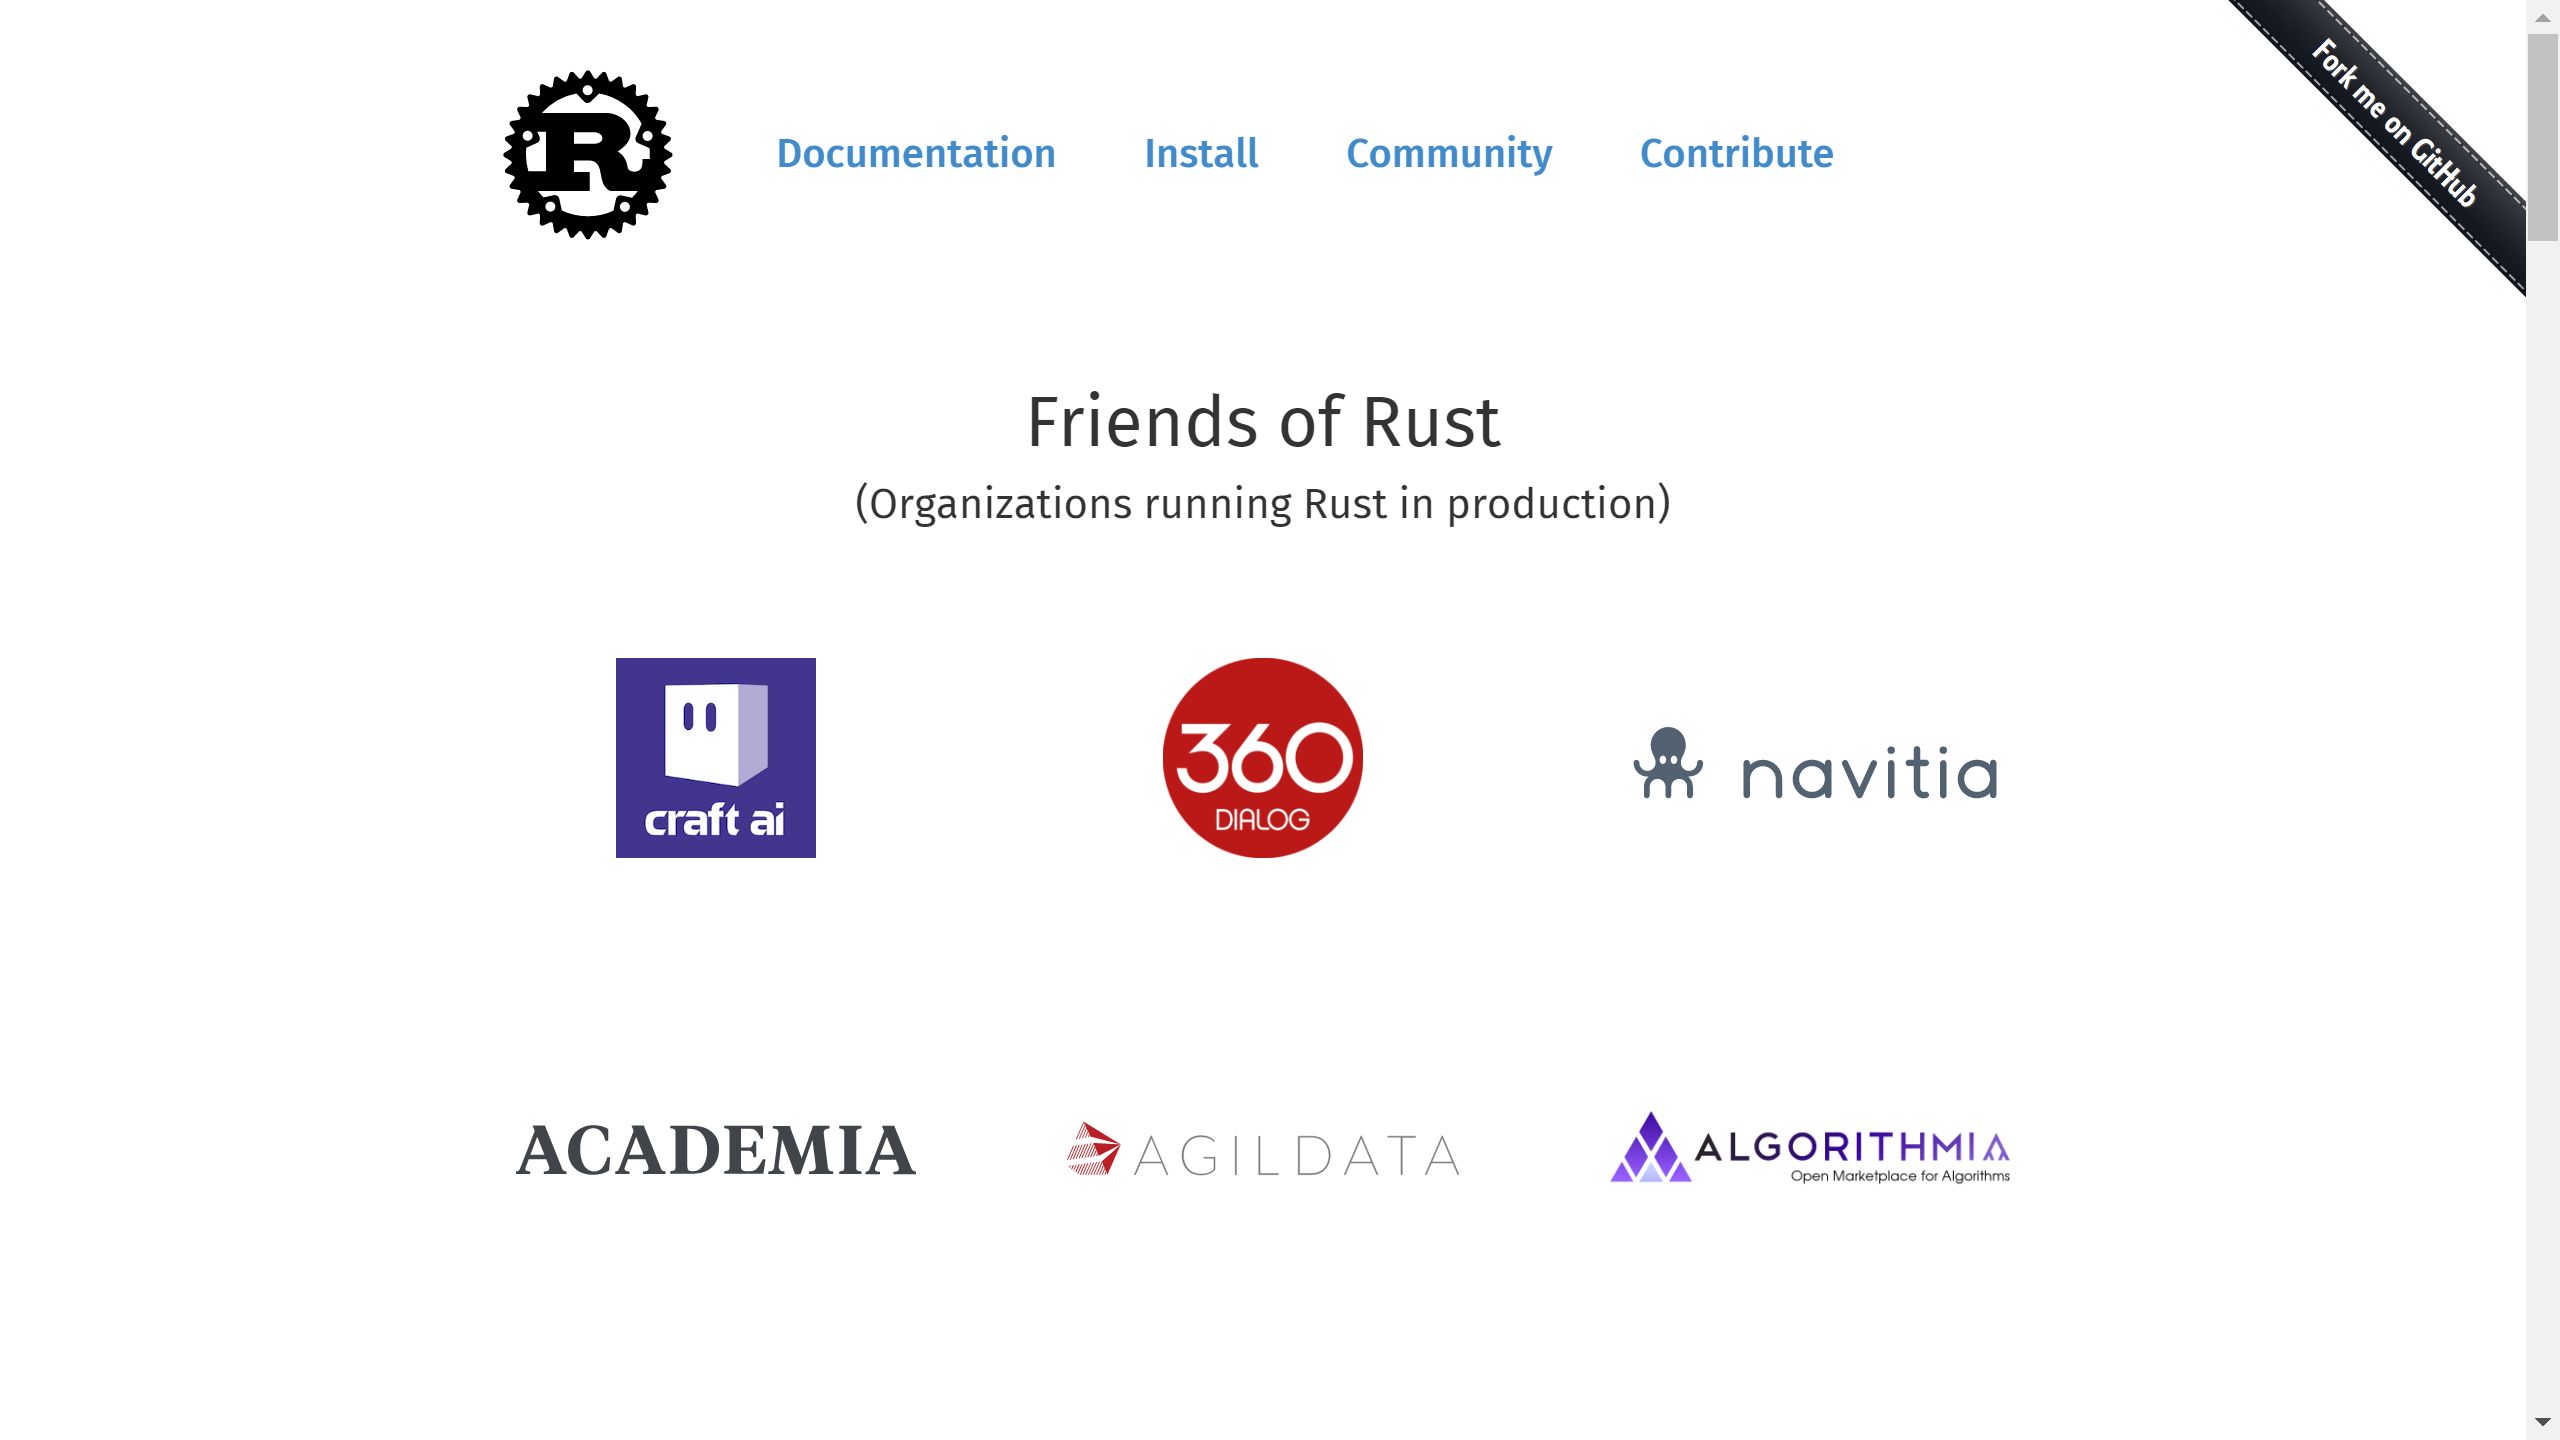 R
Documentation Install Community Contribute
Fork me on GitHub
Friends of Rust
(Organizations running Rust in production)
craft ai
360
DIALOG
navitia
ACADEMIA
AGILDATA
ALGORITHMIA
Open Marketplace for Algorithms